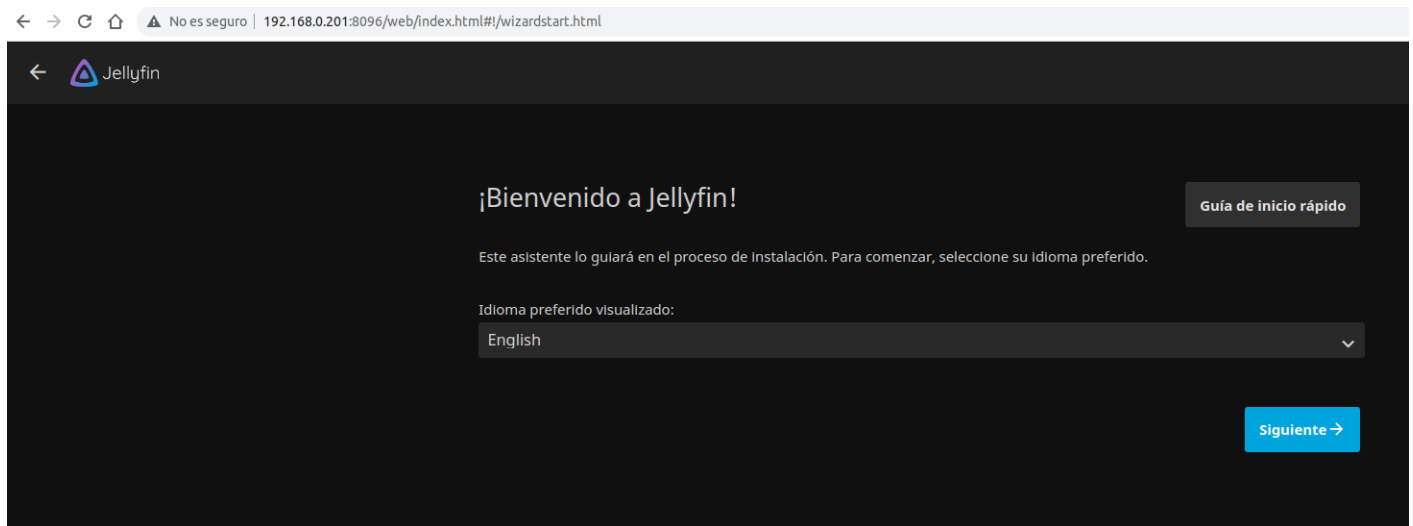 No es seguro | 192.168.0.201:8096/web/index.html#!/wizardstart.html
Jellyfin
¡Bienvenido a Jellyfin!
Guía de inicio rápido
Este asistente lo guiará en el proceso de instalación. Para comenzar, seleccione su idioma preferido.
Idioma preferido visualizado:
English
Siguiente